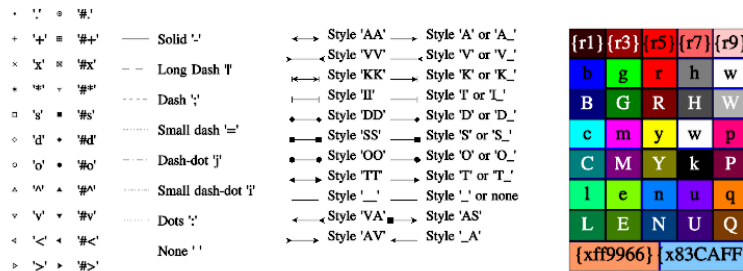 '.' '#.'
'+' '#+'
'x' '#x'
'*' '#*'
's' '#s'
'd' '#d'
'o' '#o'
'^' '#^'
'v' '#v'
'<' '#<'
'>' '#>'
Solid '-'
Long Dash '|'
Dash ';'
Small dash '='
Dash-dot 'j'
Small dash-dot 'i'
Dots ':'
None ' '
Style 'AA' Style 'A' or 'A_'
Style 'VV' Style 'V' or 'V_'
Style 'KK' Style 'K' or 'K_'
Style 'II' Style 'I' or 'I_'
Style 'DD' Style 'D' or 'D_'
Style 'SS' Style 'S' or 'S_'
Style 'OO' Style 'O' or 'O_'
Style 'TT' Style 'T' or 'T_'
Style '__' Style '_' or none
Style 'VA' Style 'AS'
Style 'AV' Style '_A'
{r1} {r3} {r5} {r7} {r9}
b g r h w
B G R H W
c m y w p
C M Y k P
l e n u q
L E N U Q
{xff9966} {x83CAFF}